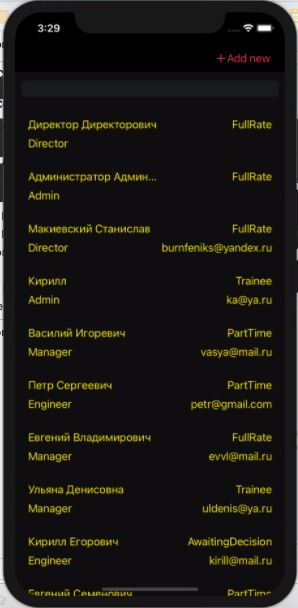 3:29
+ Add new
Директор Директорович FullRate
Director
Администратор Админ... FullRate
Admin
Макиевский Станислав FullRate
Director burnfeniks@yandex.ru
Кирилл Trainee
Admin ka@ya.ru
Василий Игоревич PartTime
Manager vasya@mail.ru
Петр Сергеевич PartTime
Engineer petr@gmail.com
Евгений Владимирович FullRate
Manager evvl@mail.ru
Ульяна Денисовна Trainee
Manager uldenis@ya.ru
Кирилл Егорович AwaitingDecision
Engineer kirill@mail.ru
Евгений Семенович PartTime